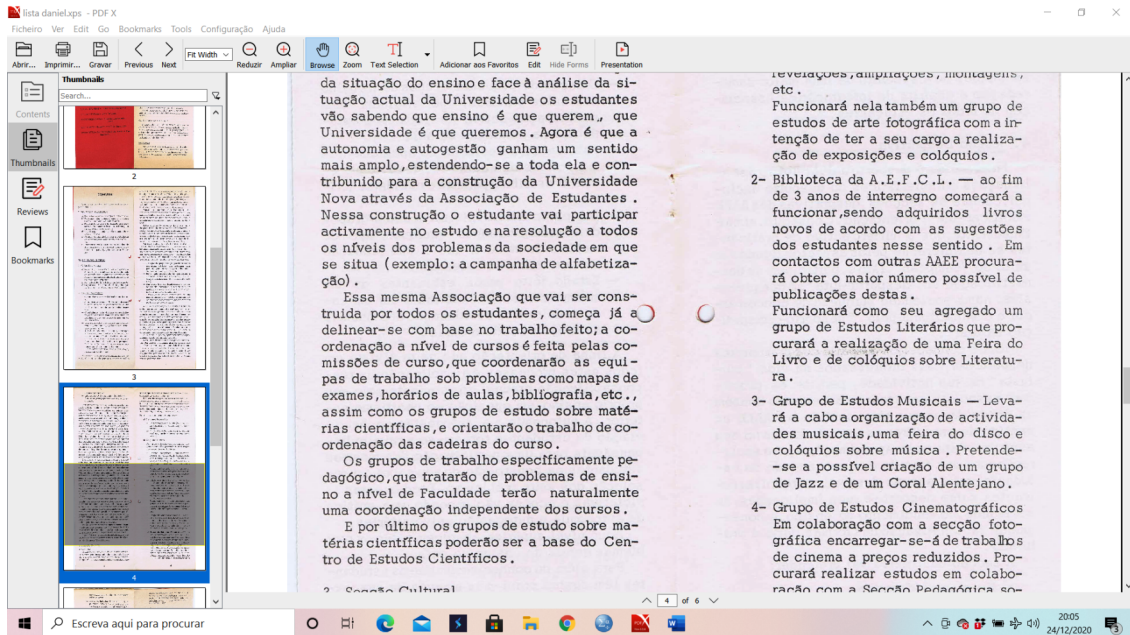 lista daniel.xps - PDF X
Ficheiro Ver Edit Go Bookmarks Tools Configuração Ajuda
Abrir... Imprimir... Gravar Previous Next Fit Width Reduzir Ampliar Browse Zoom Text Selection Adicionar aos Favoritos Edit Hide Forms Presentation
Contents
Thumbnails
Reviews
Bookmarks
Thumbnails
Search...
2
3
4
da situação do ensino e face à análise da si-
tuação actual da Universidade os estudantes
vão sabendo que ensino é que querem, que
Universidade é que queremos. Agora é que a
autonomia e autogestão ganham um sentido
mais amplo, estendendo-se a toda ela e con-
tribunido para a construção da Universidade
Nova através da Associação de Estudantes.
Nessa construção o estudante vai participar
activamente no estudo e na resolução a todos
os níveis dos problemas da sociedade em que
se situa (exemplo: a campanha de alfabetiza-
ção).
Essa mesma Associação que vai ser cons-
truida por todos os estudantes, começa já a
delinear-se com base no trabalho feito; a co-
ordenação a nível de cursos é feita pelas co-
missões de curso, que coordenarão as equi-
pas de trabalho sob problemas como mapas de
exames, horários de aulas, bibliografia, etc.,
assim como os grupos de estudo sobre maté-
rias científicas, e orientarão o trabalho de co-
ordenação das cadeiras do curso.
Os grupos de trabalho especificamente pe-
dagógico, que tratarão de problemas de ensi-
no a nível de Faculdade terão naturalmente
uma coordenação independente dos cursos.
E por último os grupos de estudo sobre ma-
térias científicas poderão ser a base do Cen-
tro de Estudos Científicos.
2- Secção Cultural
revelações, ampliações, montagens,
etc.
Funcionará nela também um grupo de
estudos de arte fotográfica com a in-
tenção de ter a seu cargo a realiza-
ção de exposições e colóquios.
2- Biblioteca da A.E.F.C.L. — ao fim
de 3 anos de interregno começará a
funcionar, sendo adquiridos livros
novos de acordo com as sugestões
dos estudantes nesse sentido. Em
contactos com outras AAEE procura-
rá obter o maior número possível de
publicações destas.
Funcionará como seu agregado um
grupo de Estudos Literários que pro-
curará a realização de uma Feira do
Livro e de colóquios sobre Literatu-
ra.
3- Grupo de Estudos Musicais — Leva-
rá a cabo a organização de activida-
des musicais, uma feira do disco e
colóquios sobre música. Pretende-
-se a possível criação de um grupo
de Jazz e de um Coral Alentejano.
4- Grupo de Estudos Cinematográficos
Em colaboração com a secção foto-
gráfica encarregar-se-á de trabalhos
de cinema a preços reduzidos. Pro-
curará realizar estudos em colabo-
ração com a Secção Pedagógica so-
4 of 6
Escreva aqui para procurar
20:05
24/12/2020
3